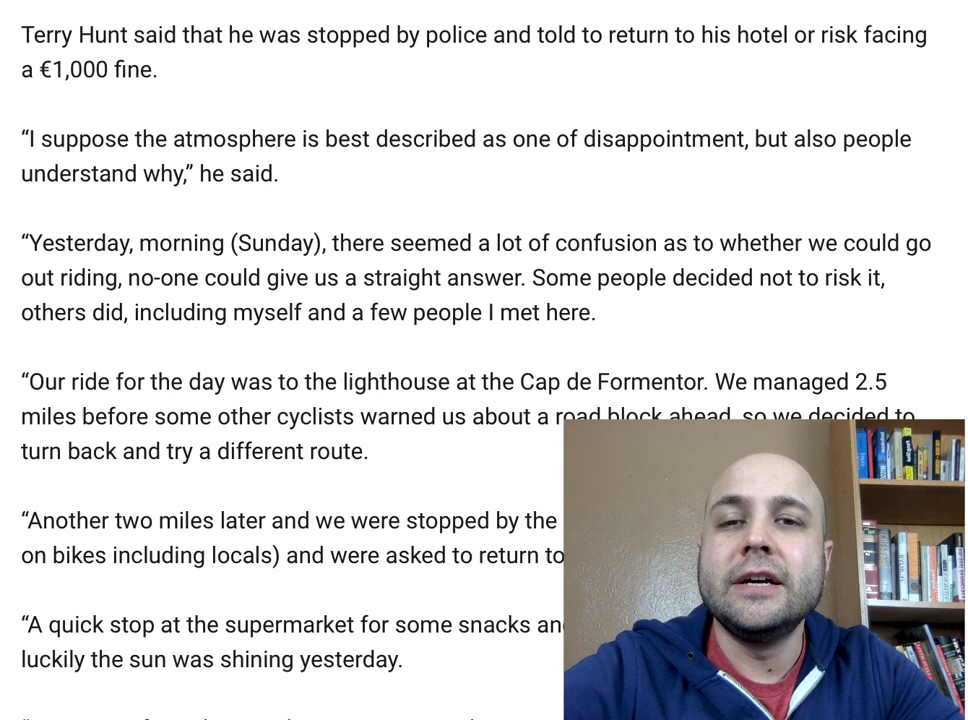 Terry Hunt said that he was stopped by police and told to return to his hotel or risk facing
a €1,000 fine.
“I suppose the atmosphere is best described as one of disappointment, but also people
understand why,” he said.
“Yesterday, morning (Sunday), there seemed a lot of confusion as to whether we could go
out riding, no-one could give us a straight answer. Some people decided not to risk it,
others did, including myself and a few people I met here.
“Our ride for the day was to the lighthouse at the Cap de Formentor. We managed 2.5
miles before some other cyclists warned us about a road block ahead, so we decided to
turn back and try a different route.
“Another two miles later and we were stopped by the
on bikes including locals) and were asked to return to
“A quick stop at the supermarket for some snacks an
luckily the sun was shining yesterday.